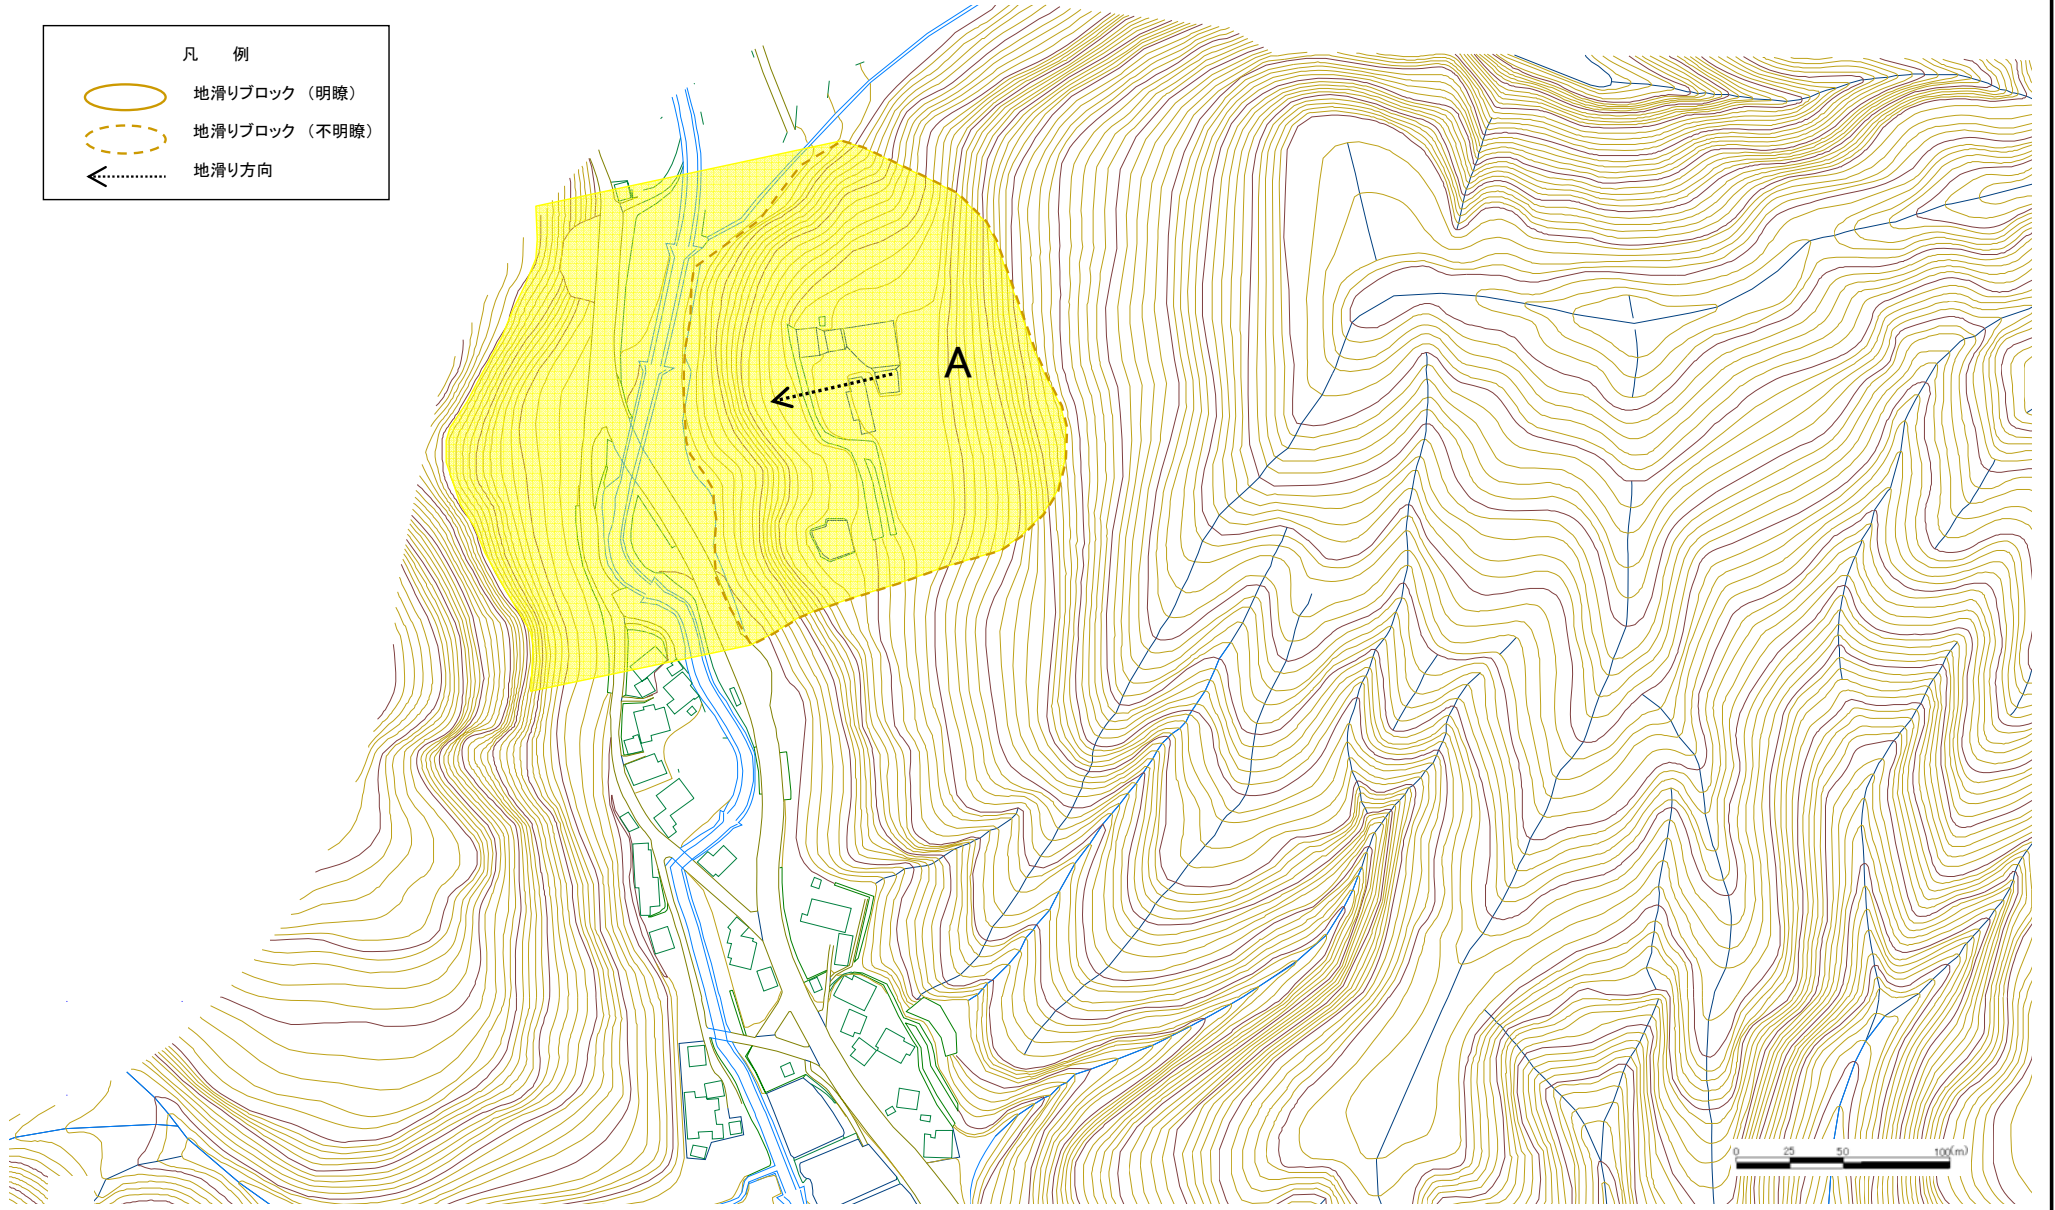 凡　例
地滑りブロック （明瞭）
地滑りブロック （不明瞭）
地滑り方向
A
0 25 50 100(m)